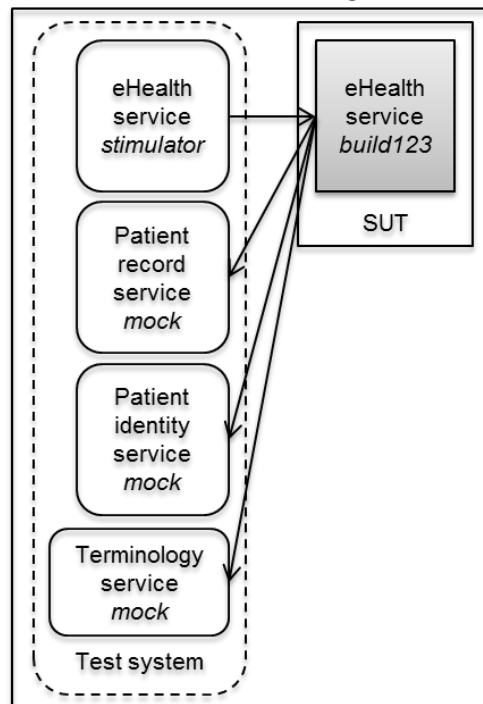 eHealth
service
stimulator
eHealth
service
build123
SUT
Patient
record
service
mock
Patient
identity
service
mock
Terminology
service
mock
Test system